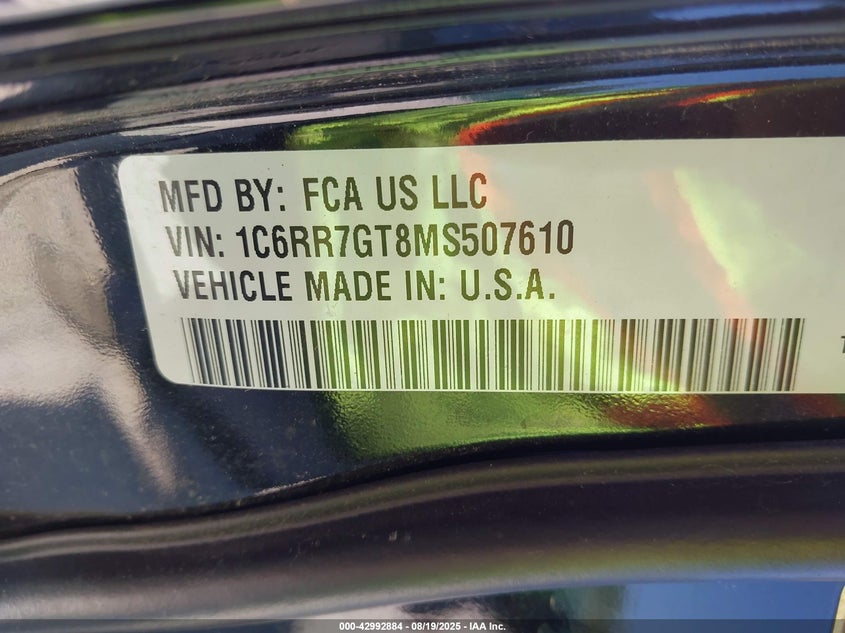 MFD BY: FCA US LLC
VIN: 1C6RR7GT8MS507610
VEHICLE MADE IN: U.S.A.
000-42992884 - 08/19/2025 - IAA Inc.